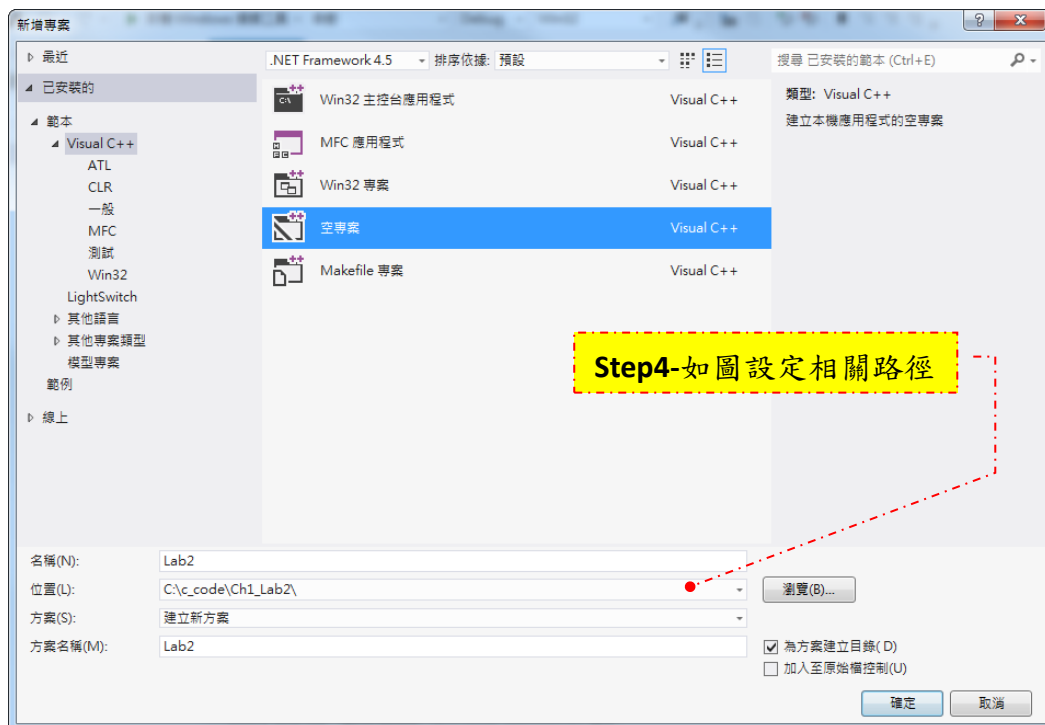 新增專案
最近
.NET Framework 4.5 排序依據: 預設
搜尋 已安裝的範本 (Ctrl+E)
已安裝的
範本
Visual C++
ATL
CLR
一般
MFC
測試
Win32
LightSwitch
其他語言
其他專案類型
模型專案
範例
線上
Win32 主控台應用程式 Visual C++
MFC 應用程式 Visual C++
Win32 專案 Visual C++
空專案 Visual C++
Makefile 專案 Visual C++
類型: Visual C++
建立本機應用程式的空專案
Step4-如圖設定相關路徑
名稱(N): Lab2
位置(L): C:\c_code\Ch1_Lab2\ 瀏覽(B)...
方案(S): 建立新方案
方案名稱(M): Lab2
為方案建立目錄(D)
加入至原始檔控制(U)
確定 取消